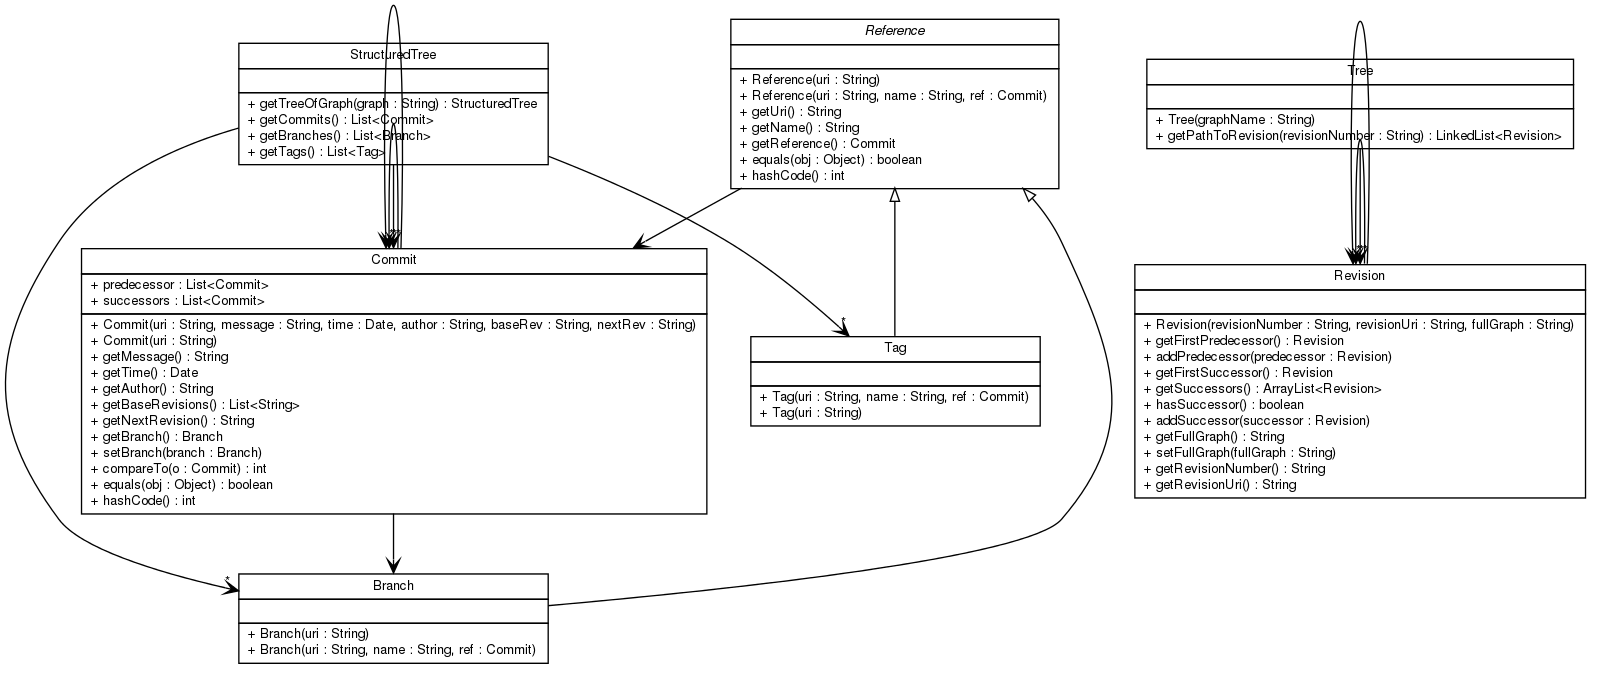 StructuredTree
+ getTreeOfGraph(graph : String) : StructuredTree
+ getCommits() : List<Commit>
+ getBranches() : List<Branch>
+ getTags() : List<Tag>
Reference
+ Reference(uri : String)
+ Reference(uri : String, name : String, ref : Commit)
+ getUri() : String
+ getName() : String
+ getReference() : Commit
+ equals(obj : Object) : boolean
+ hashCode() : int
Tree
+ Tree(graphName : String)
+ getPathToRevision(revisionNumber : String) : LinkedList<Revision>
Commit
+ predecessor : List<Commit>
+ successors : List<Commit>
+ Commit(uri : String, message : String, time : Date, author : String, baseRev : String, nextRev : String)
+ Commit(uri : String)
+ getMessage() : String
+ getTime() : Date
+ getAuthor() : String
+ getBaseRevisions() : List<String>
+ getNextRevision() : String
+ getBranch() : Branch
+ setBranch(branch : Branch)
+ compareTo(o : Commit) : int
+ equals(obj : Object) : boolean
+ hashCode() : int
*
Tag
+ Tag(uri : String, name : String, ref : Commit)
+ Tag(uri : String)
Revision
+ Revision(revisionNumber : String, revisionUri : String, fullGraph : String)
+ getFirstPredecessor() : Revision
+ addPredecessor(predecessor : Revision)
+ getFirstSuccessor() : Revision
+ getSuccessors() : ArrayList<Revision>
+ hasSuccessor() : boolean
+ addSuccessor(successor : Revision)
+ getFullGraph() : String
+ setFullGraph(fullGraph : String)
+ getRevisionNumber() : String
+ getRevisionUri() : String
*
Branch
+ Branch(uri : String)
+ Branch(uri : String, name : String, ref : Commit)